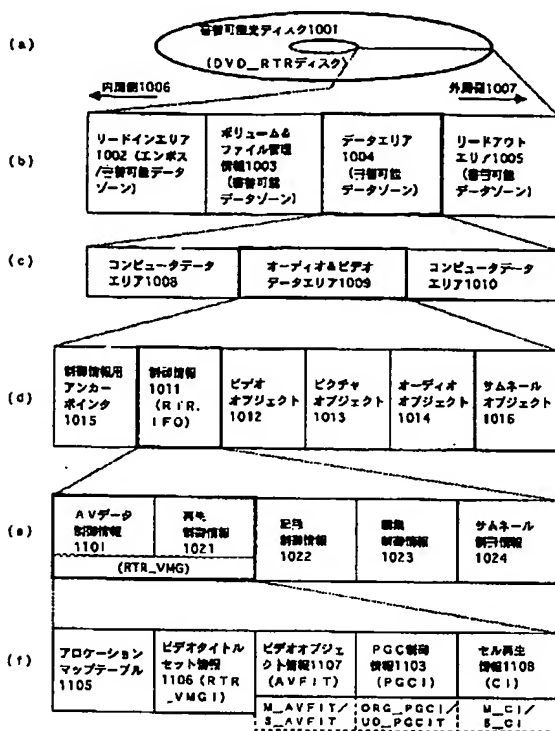 (a)
書替可能光ディスク1001
(DVD_RTRディスク)
内周側1006
外周側1007
(b)
リードインエリア
1002(エンボス
/書替可能データ
ゾーン)
ボリューム&
ファイル管理
情報1003
(書替可能
データゾーン)
データエリア
1004
(書替可能
データゾーン)
リードアウト
エリア1005
(書替可能
データゾーン)
(c)
コンピュータデータ
エリア1008
オーディオ&ビデオ
データエリア1009
コンピュータデータ
エリア1010
(d)
制御情報用
アンカー
ポインタ
1015
制御情報
1011
(RTR.
IFO)
ビデオ
オブジェクト
1012
ピクチャ
オブジェクト
1013
オーディオ
オブジェクト
1014
サムネール
オブジェクト
1016
(e)
AVデータ
制御情報
1101
再生
制御情報
1021
(RTR_VMG)
記録
制御情報
1022
編集
制御情報
1023
サムネール
制御情報
1024
(f)
アロケーション
マップテーブル
1105
ビデオタイトル
セット情報
1106(RTR
_VMGI)
ビデオオブジェ
クト情報1107
(AVFIT)
PGC制御
情報1103
(PGCI)
セル再生
情報1108
(CI)
M_AVFIT/
S_AVFIT
ORG_PGCI/
UD_PGCIT
M_CI/
S_CI